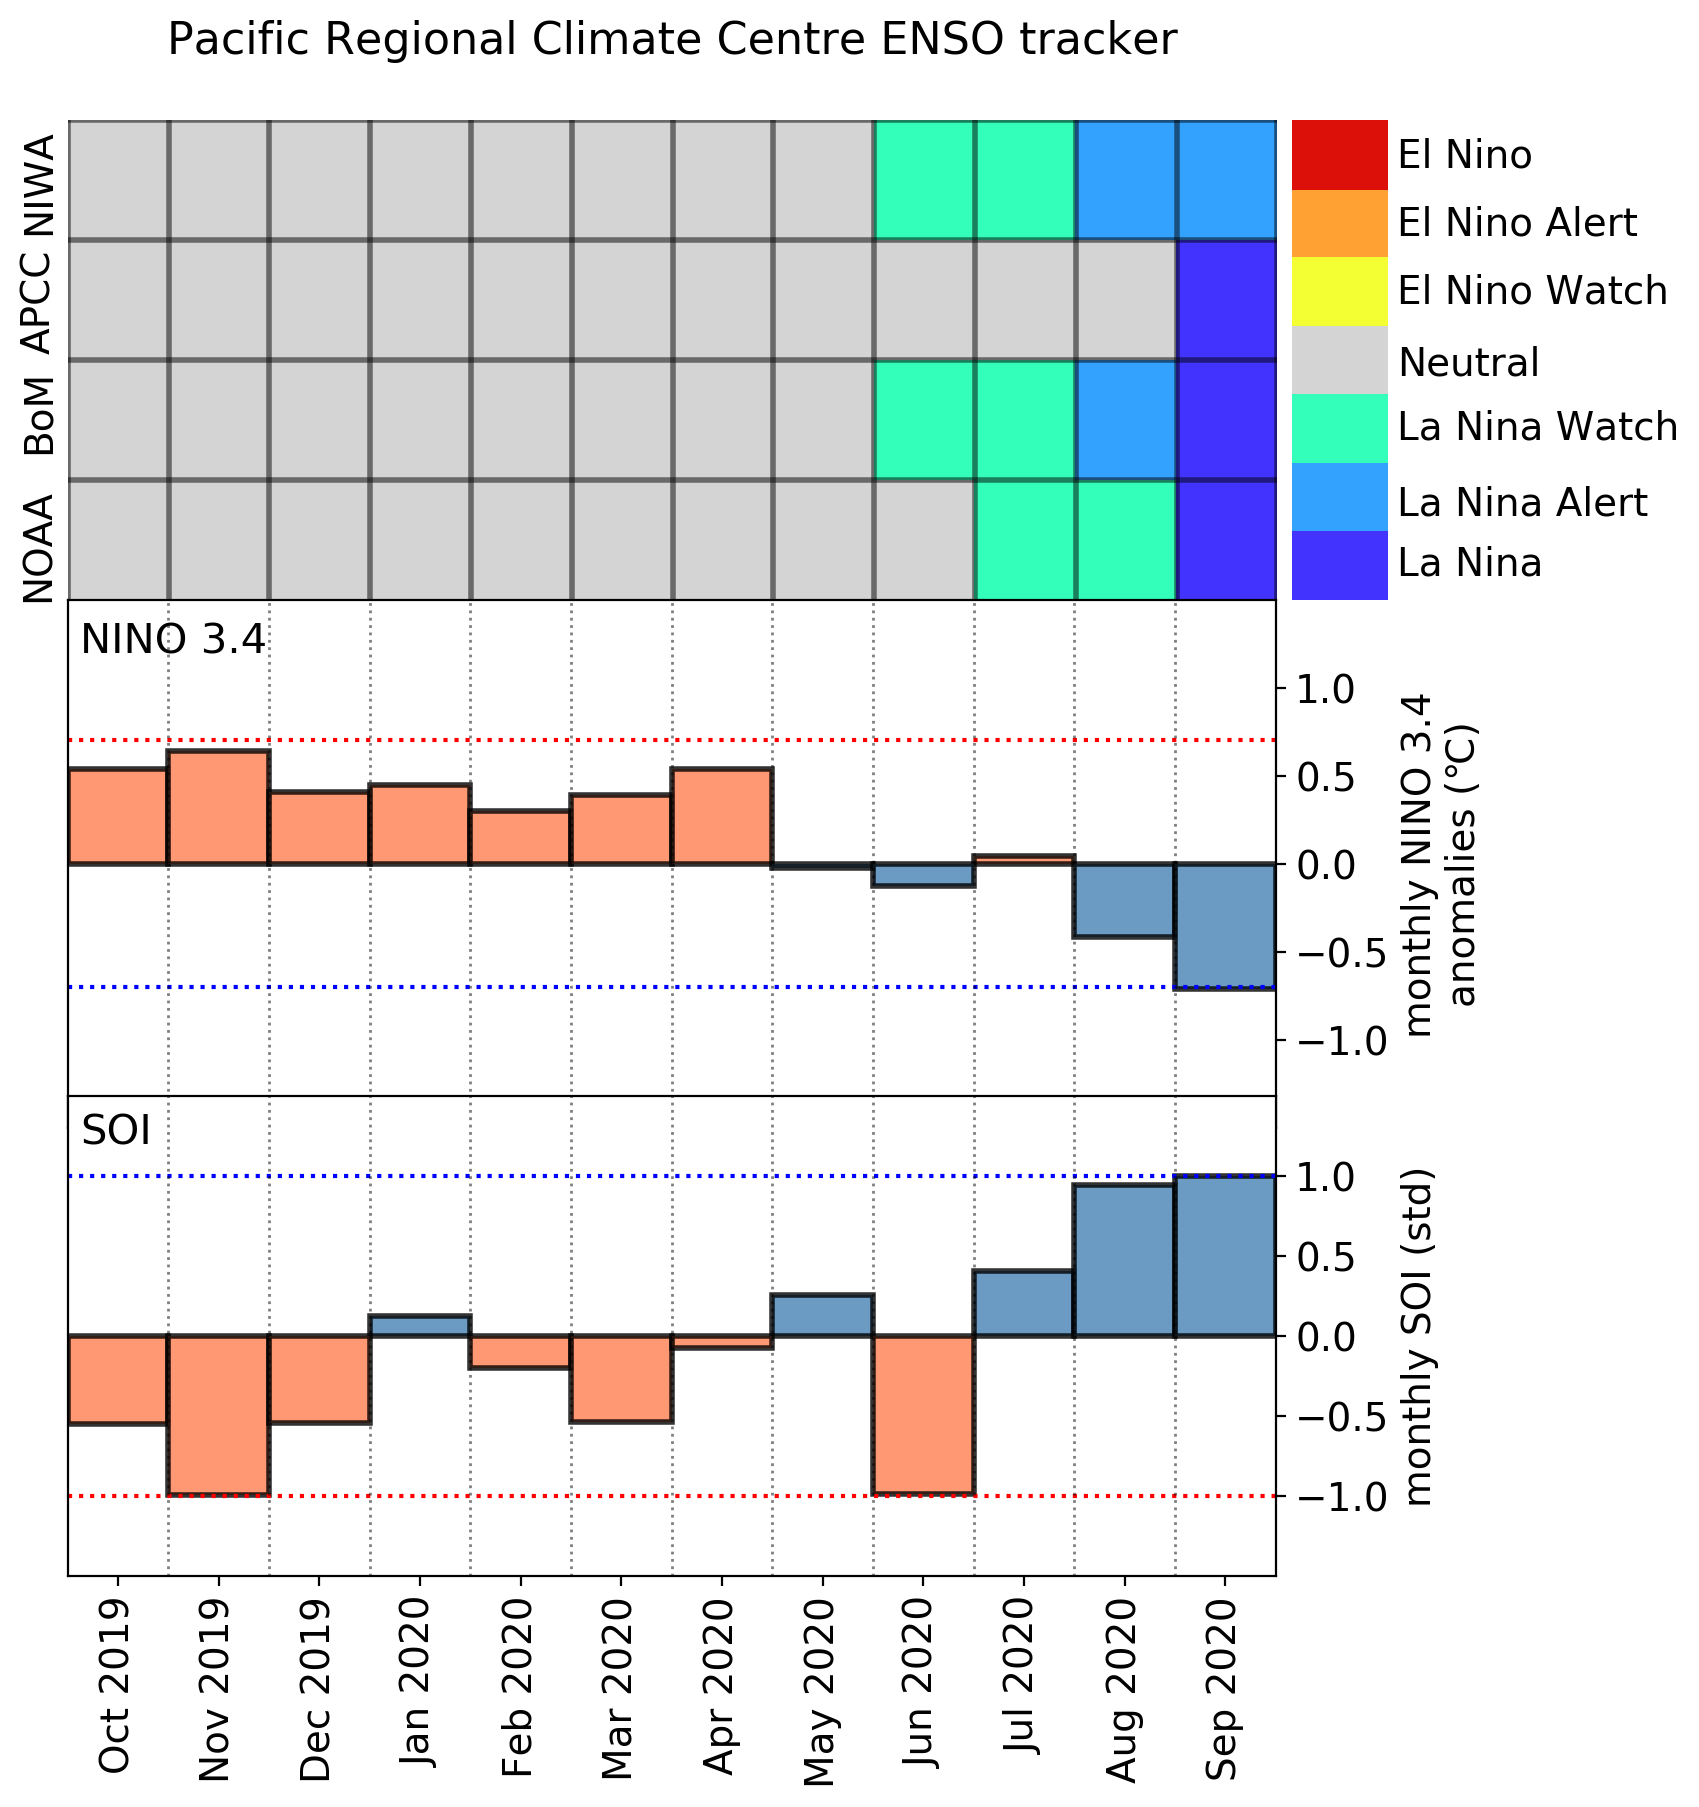 Pacific Regional Climate Centre ENSO tracker
NIWA
APCC
BoM
NOAA
El Nino
El Nino Alert
El Nino Watch
Neutral
La Nina Watch
La Nina Alert
La Nina
NINO 3.4
1.0
0.5
0.0
−0.5
−1.0
monthly NINO 3.4
anomalies (°C)
SOI
1.0
0.5
0.0
−0.5
−1.0
monthly SOI (std)
Oct 2019
Nov 2019
Dec 2019
Jan 2020
Feb 2020
Mar 2020
Apr 2020
May 2020
Jun 2020
Jul 2020
Aug 2020
Sep 2020